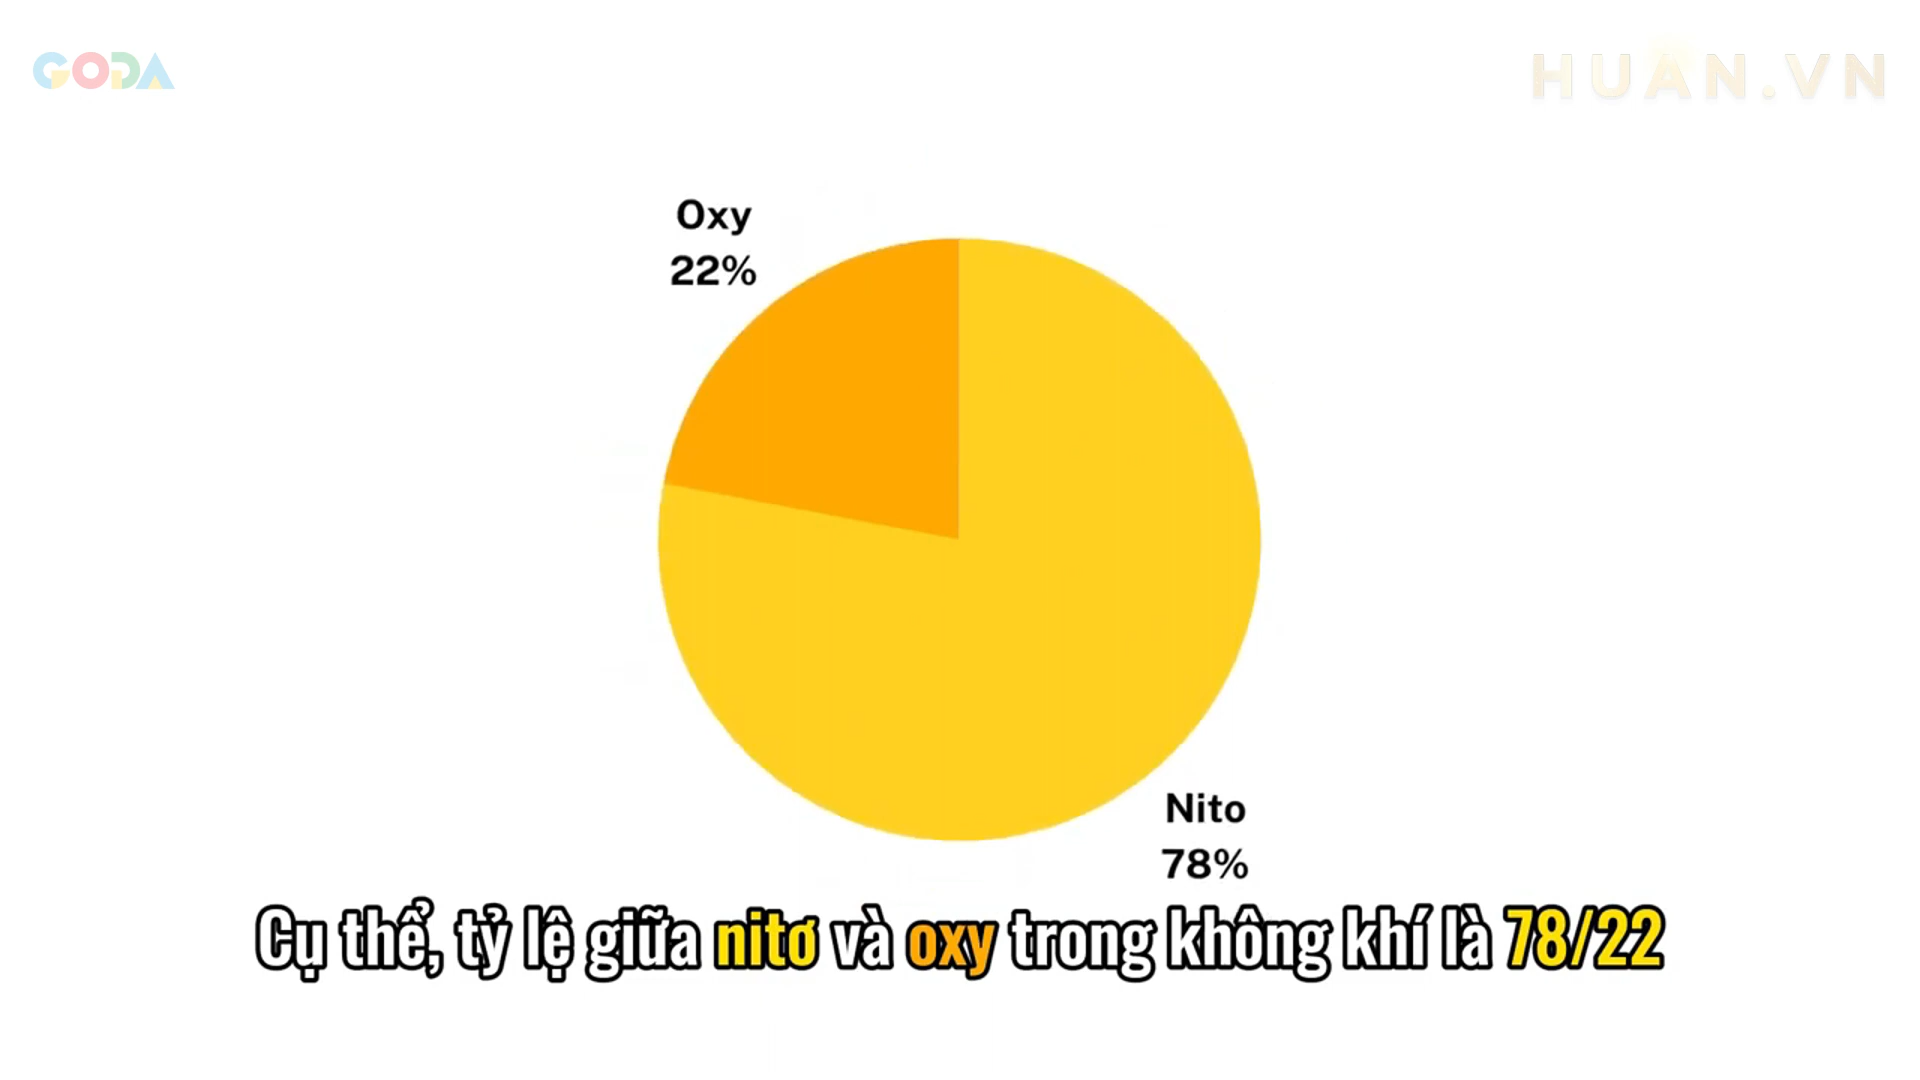 GODA
HUẤN.VN
Oxy
22%
Nito
78%
Cụ thể, tỷ lệ giữa nitơ và oxy trong không khí là 78/22